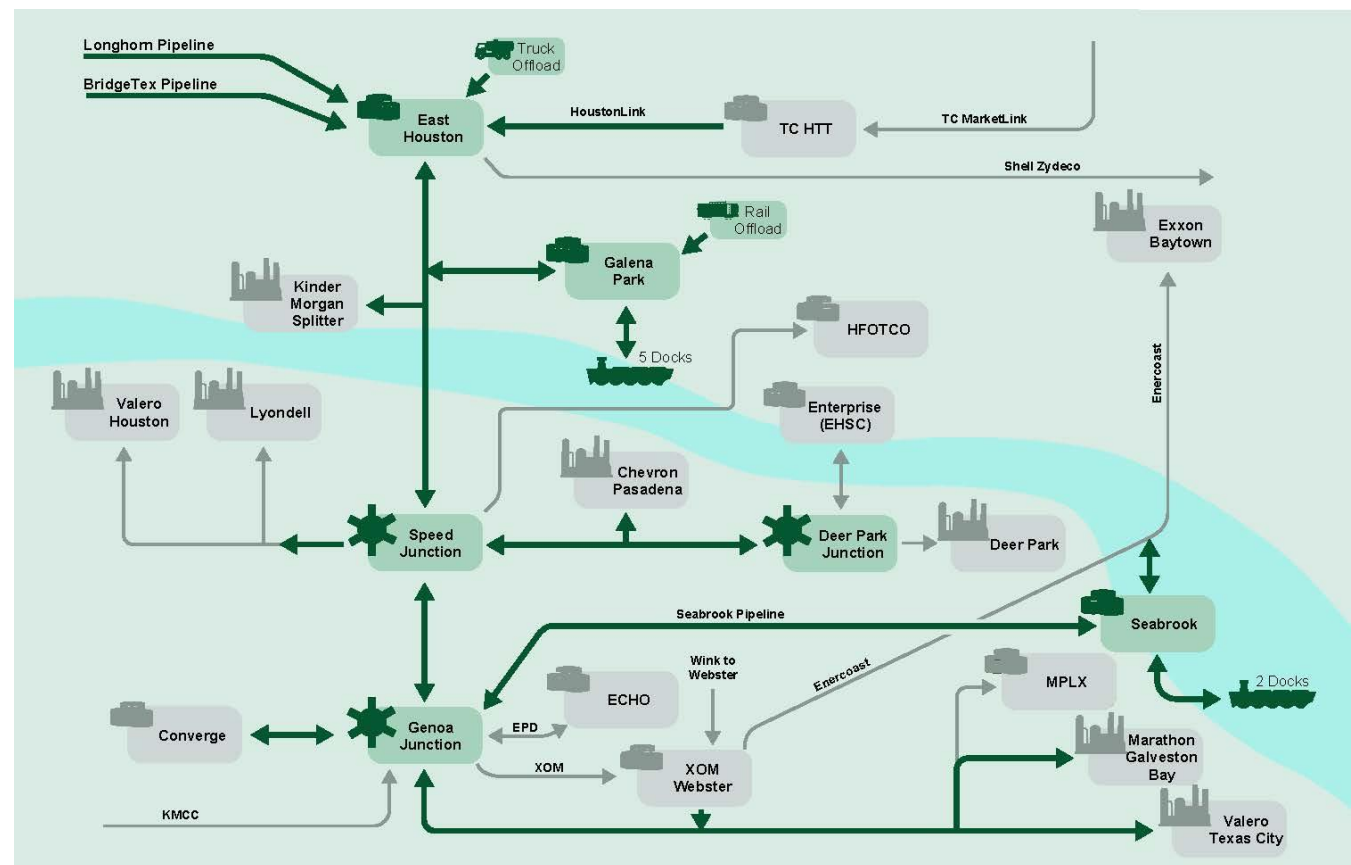 Longhorn Pipeline
BridgeTex Pipeline
Truck
Offload
East
Houston
HoustonLink
TC HTT
TC MarketLink
Shell Zydeco
Rail
Offload
Exxon
Baytown
Galena
Park
Kinder
Morgan
Splitter
HFOTCO
5 Docks
Enercoast
Valero
Houston
Lyondell
Enterprise
(EHSC)
Chevron
Pasadena
Speed
Junction
Deer Park
Junction
Deer Park
Seabrook Pipeline
Seabrook
Wink to
Webster
Enercoast
MPLX
2 Docks
ECHO
Converge
Genoa
Junction
EPD
XOM
XOM
Webster
Marathon
Galveston
Bay
KMCC
Valero
Texas City